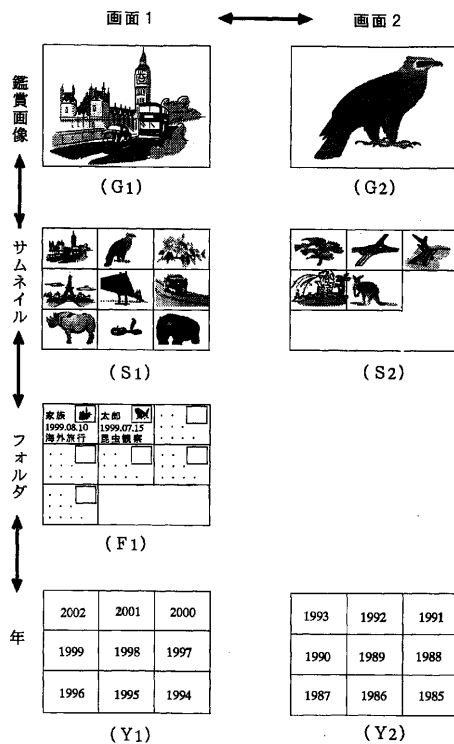 画面1 画面2
鑑賞画像
(G1) (G2)
サムネイル
(S1) (S2)
フォルダ
家族 太郎
1999.08.10 1999.07.15
海外旅行 昆虫観察
(F1)
年
2002 2001 2000
1999 1998 1997
1996 1995 1994
(Y1)
1993 1992 1991
1990 1989 1988
1987 1986 1985
(Y2)